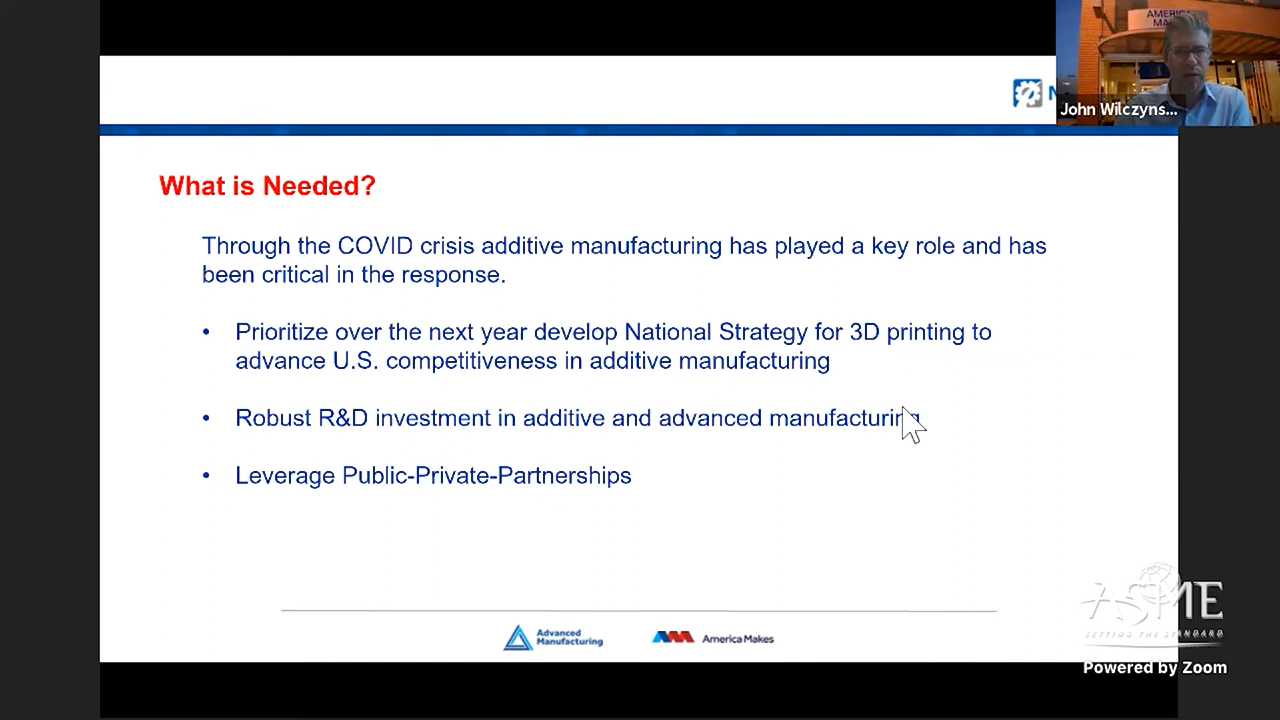 AMERICA
MA
John Wilczyns...
What is Needed?
Through the COVID crisis additive manufacturing has played a key role and has
been critical in the response.
• Prioritize over the next year develop National Strategy for 3D printing to
advance U.S. competitiveness in additive manufacturing
• Robust R&D investment in additive and advanced manufacturing
• Leverage Public-Private-Partnerships
Advanced
Manufacturing
America Makes
ASME
SETTING THE STANDARD
Powered by Zoom